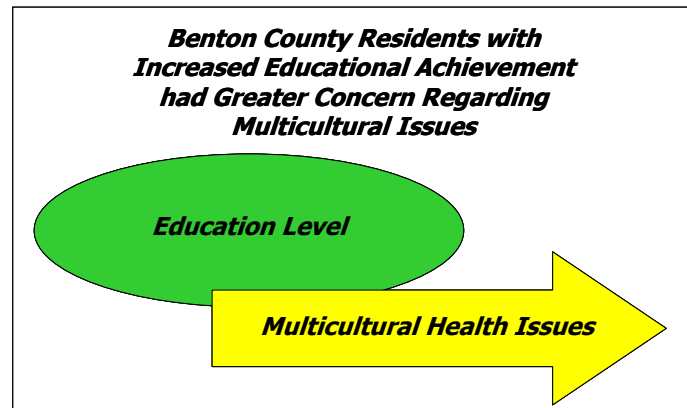 Benton County Residents with
Increased Educational Achievement
had Greater Concern Regarding
Multicultural Issues
Education Level
Multicultural Health Issues